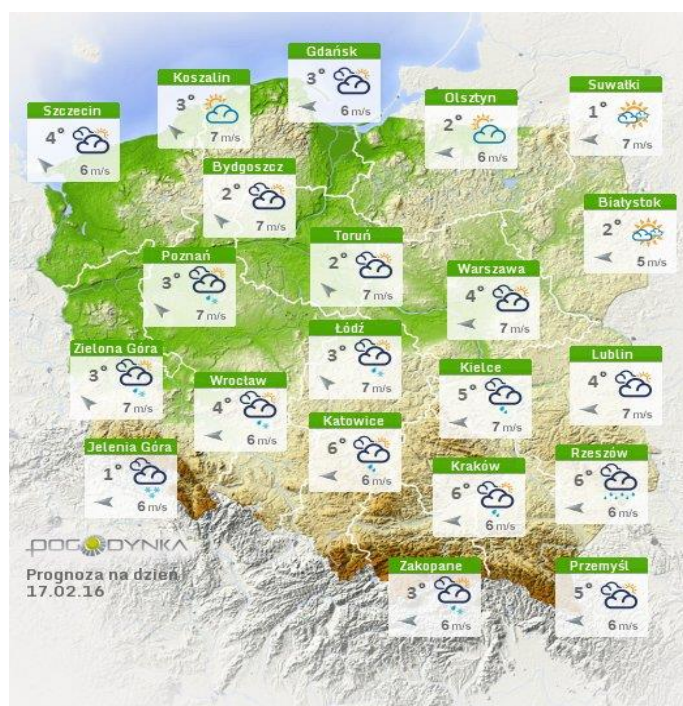 Gdańsk
3°
6 m/s
Koszalin
3°
7 m/s
Suwałki
1°
7 m/s
Olsztyn
2°
6 m/s
Szczecin
4°
6 m/s
Bydgoszcz
2°
7 m/s
Białystok
2°
5 m/s
Toruń
2°
7 m/s
Poznań
3°
7 m/s
Warszawa
4°
7 m/s
Łódź
3°
7 m/s
Zielona Góra
3°
7 m/s
Lublin
4°
7 m/s
Kielce
5°
7 m/s
Wrocław
4°
6 m/s
Katowice
6°
6 m/s
Jelenia Góra
1°
6 m/s
Rzeszów
6°
6 m/s
Kraków
6°
6 m/s
POGODYNKA
Prognoza na dzień
17.02.16
Zakopane
3°
6 m/s
Przemyśl
5°
6 m/s